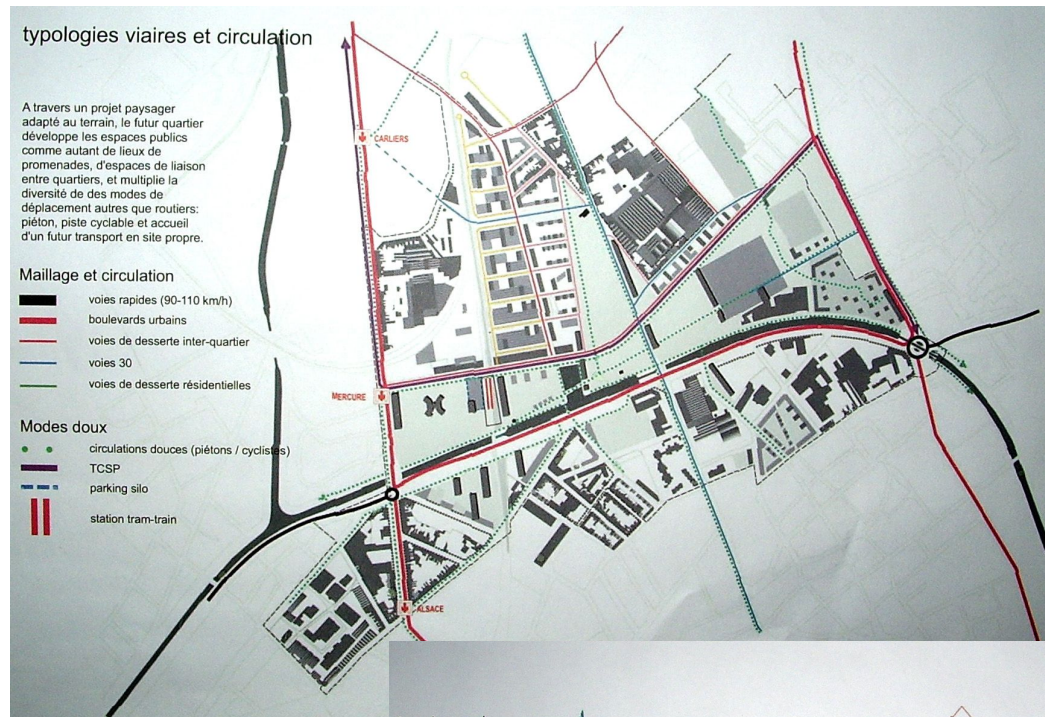 typologies viaires et circulation
A travers un projet paysager
adapté au terrain, le futur quartier
développe les espaces publics
comme autant de lieux de
promenades, d'espaces de liaison
entre quartiers, et multiplie la
diversité de des modes de
déplacement autres que routiers:
piéton, piste cyclable et accueil
d'un futur transport en site propre.
Maillage et circulation
voies rapides (90-110 km/h)
boulevards urbains
voies de desserte inter-quartier
voies 30
voies de desserte résidentielles
Modes doux
circulations douces (piétons / cyclistes)
TCSP
parking silo
station tram-train
CARLIERS
MERCURE
ALSACE